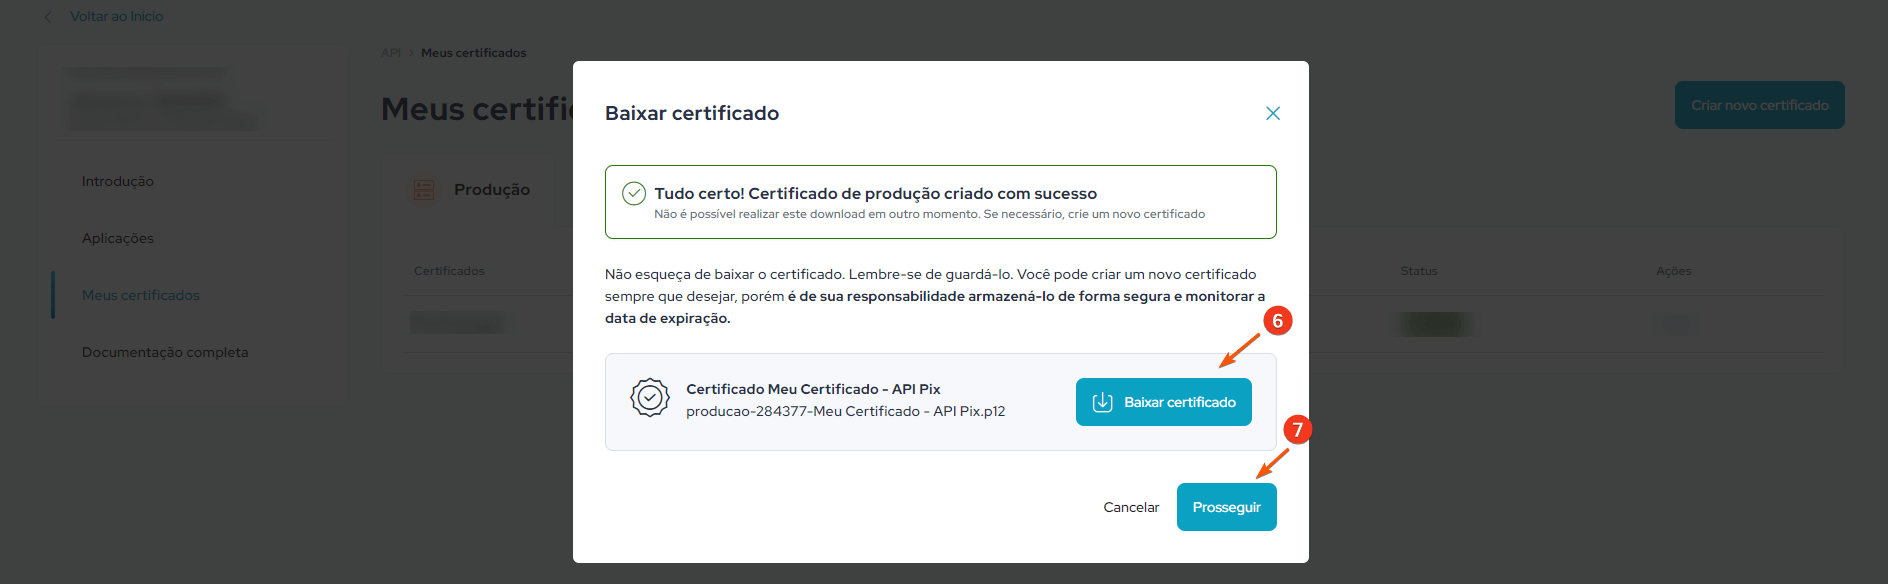 Voltar ao Início
API > Meus certificados
Meus certific
Criar novo certificado
Introdução
Aplicações
Meus certificados
Documentação completa
Produção
Certificados
Status
Ações
Baixar certificado
Tudo certo! Certificado de produção criado com sucesso
Não é possível realizar este download em outro momento. Se necessário, crie um novo certificado
Não esqueça de baixar o certificado. Lembre-se de guardá-lo. Você pode criar um novo certificado
sempre que desejar, porém é de sua responsabilidade armazená-lo de forma segura e monitorar a
data de expiração.
6
Certificado Meu Certificado - API Pix
producao-284377-Meu Certificado - API Pix.p12
Baixar certificado
7
Cancelar
Prosseguir